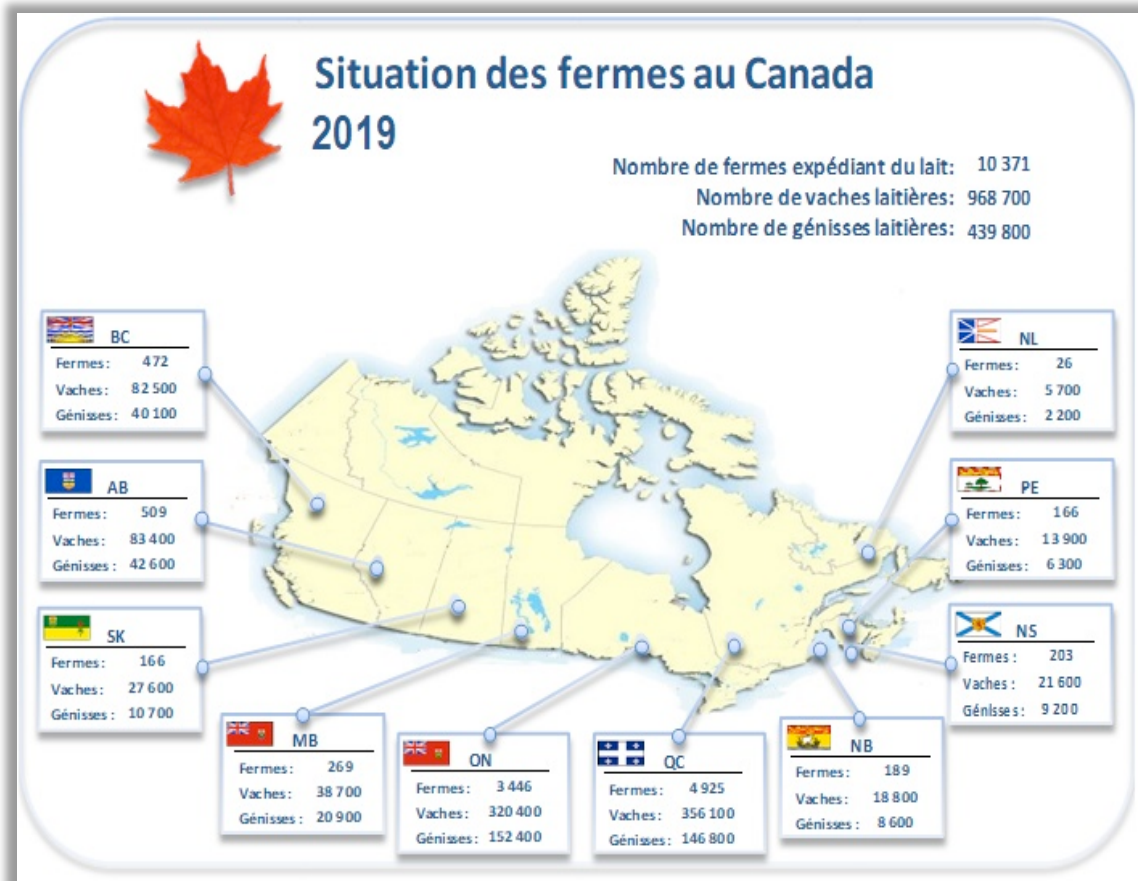 Situation des fermes au Canada
2019
Nombre de fermes expédiant du lait: 10 371
Nombre de vaches laitières: 968 700
Nombre de génisses laitières: 439 800
BC
Fermes: 472
Vaches: 82 500
Génisses: 40 100
AB
Fermes: 509
Vaches: 83 400
Génisses: 42 600
SK
Fermes: 166
Vaches: 27 600
Génisses: 10 700
MB
Fermes: 269
Vaches: 38 700
Génisses: 20 900
ON
Fermes: 3 446
Vaches: 320 400
Génisses: 152 400
QC
Fermes: 4 925
Vaches: 356 100
Génisses: 146 800
NB
Fermes: 189
Vaches: 18 800
Génisses: 8 600
NS
Fermes : 203
Vaches : 21 600
Génisses: 9 200
PE
Fermes: 166
Vaches: 13 900
Génisses: 6 300
NL
Fermes: 26
Vaches: 5 700
Génisses: 2 200